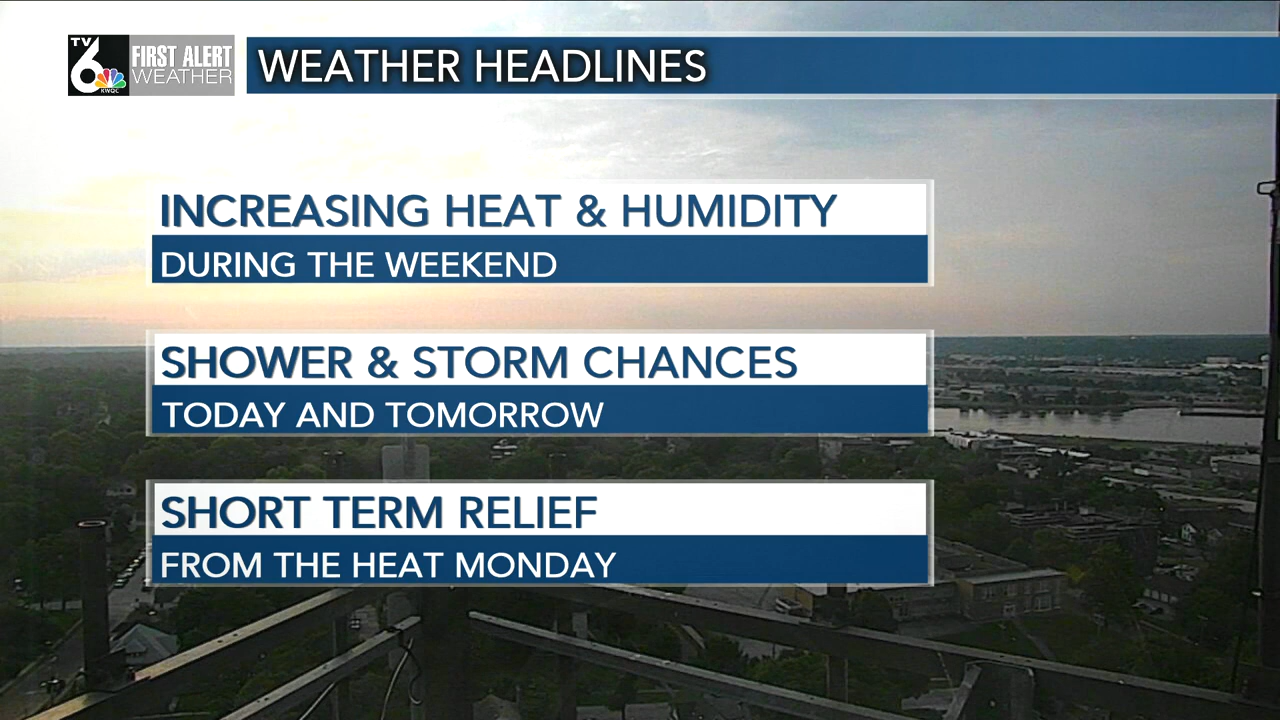 TV
6
KWQC
FIRST ALERT
WEATHER
WEATHER HEADLINES
INCREASING HEAT & HUMIDITY
DURING THE WEEKEND
SHOWER & STORM CHANCES
TODAY AND TOMORROW
SHORT TERM RELIEF
FROM THE HEAT MONDAY